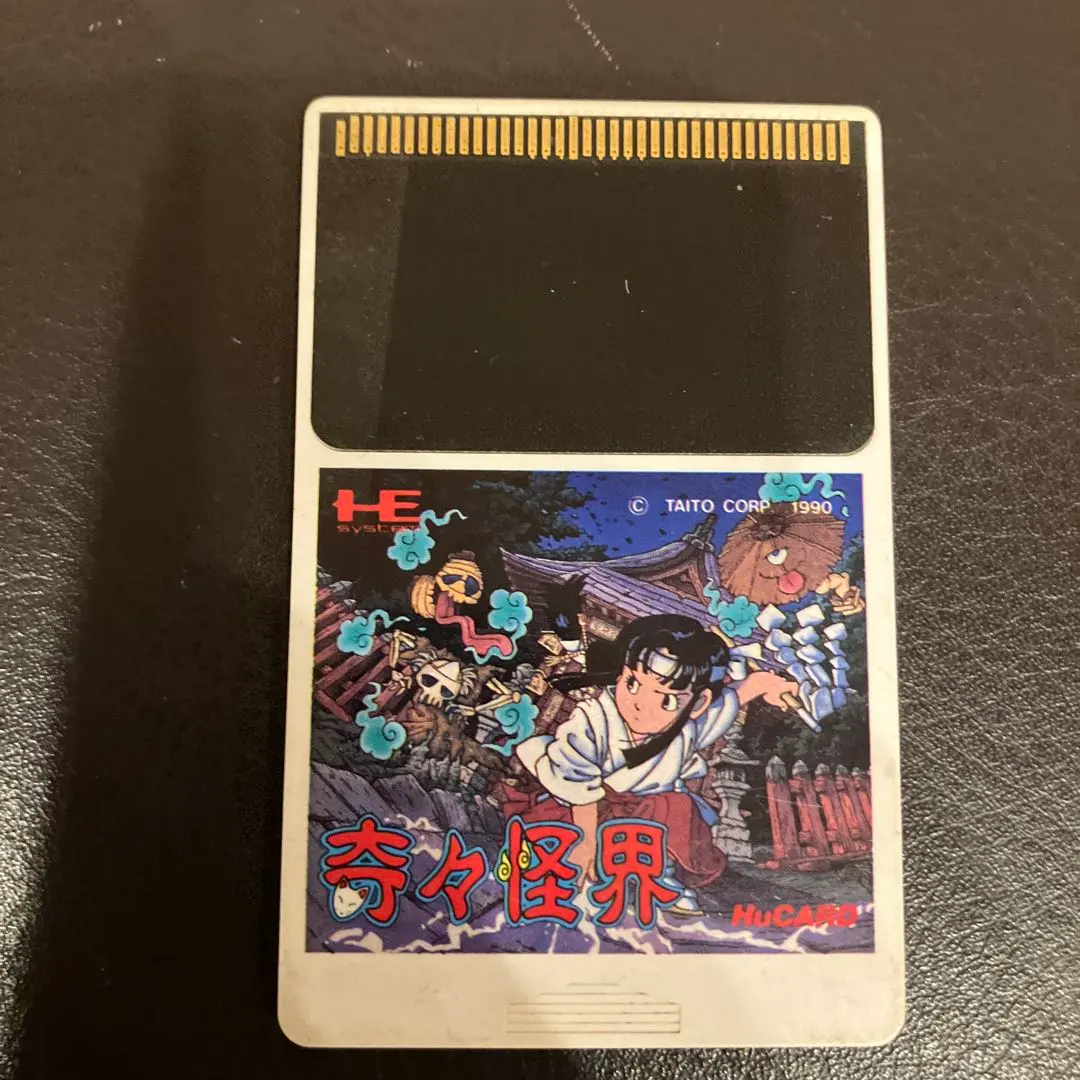 HE
system
© TAITO CORP. 1990
奇々怪界
HuCARD